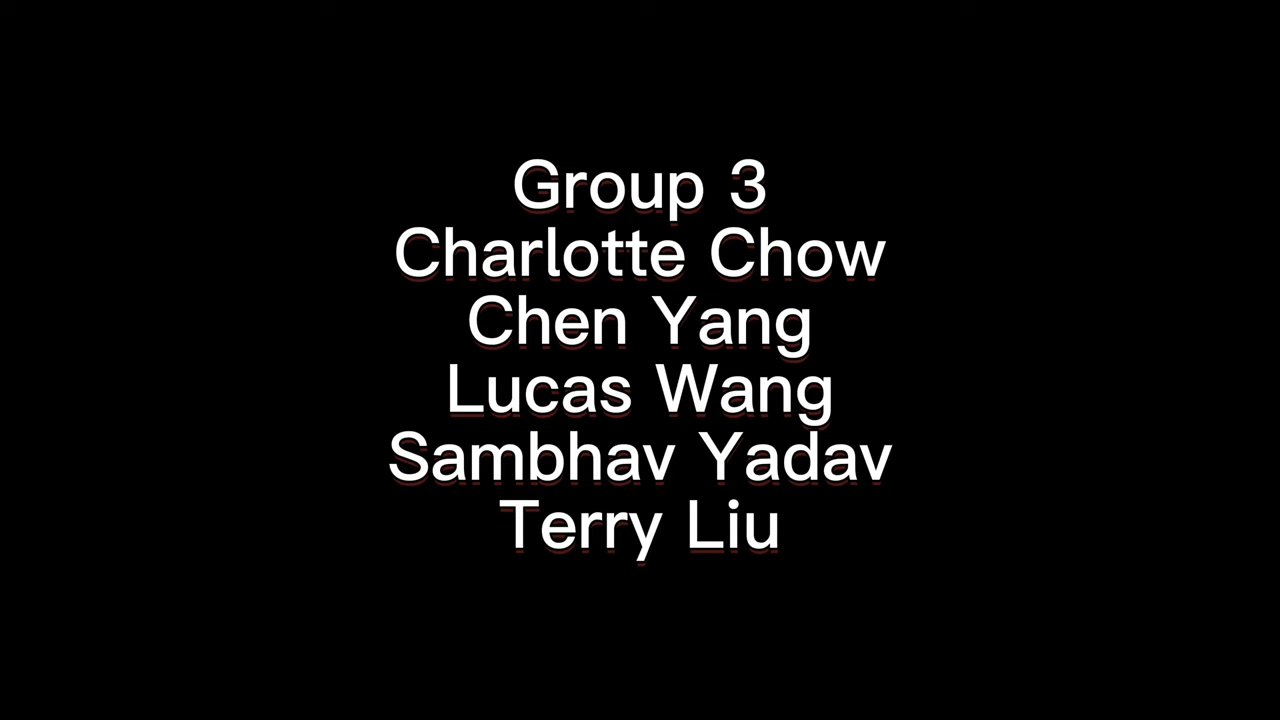 Group 3
Charlotte Chow
Chen Yang
Lucas Wang
Sambhav Yadav
Terry Liu